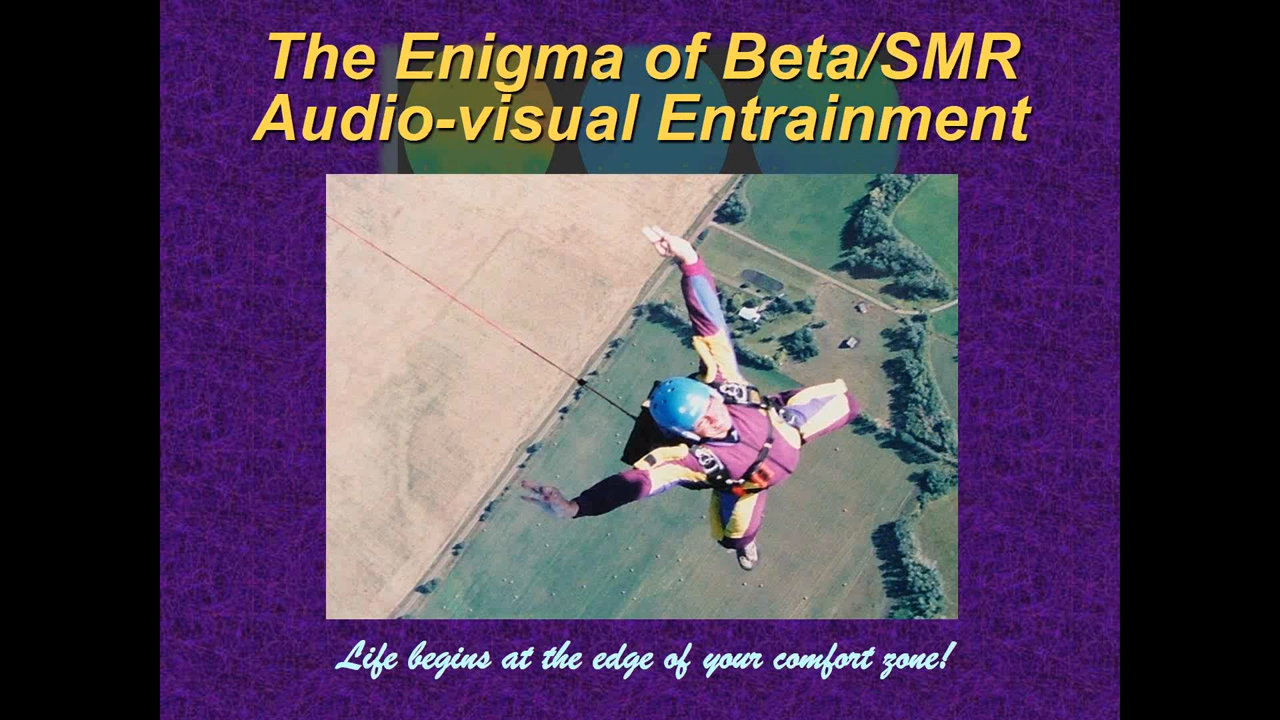 The Enigma of Beta/SMR
Audio-visual Entrainment
Life begins at the edge of your comfort zone!